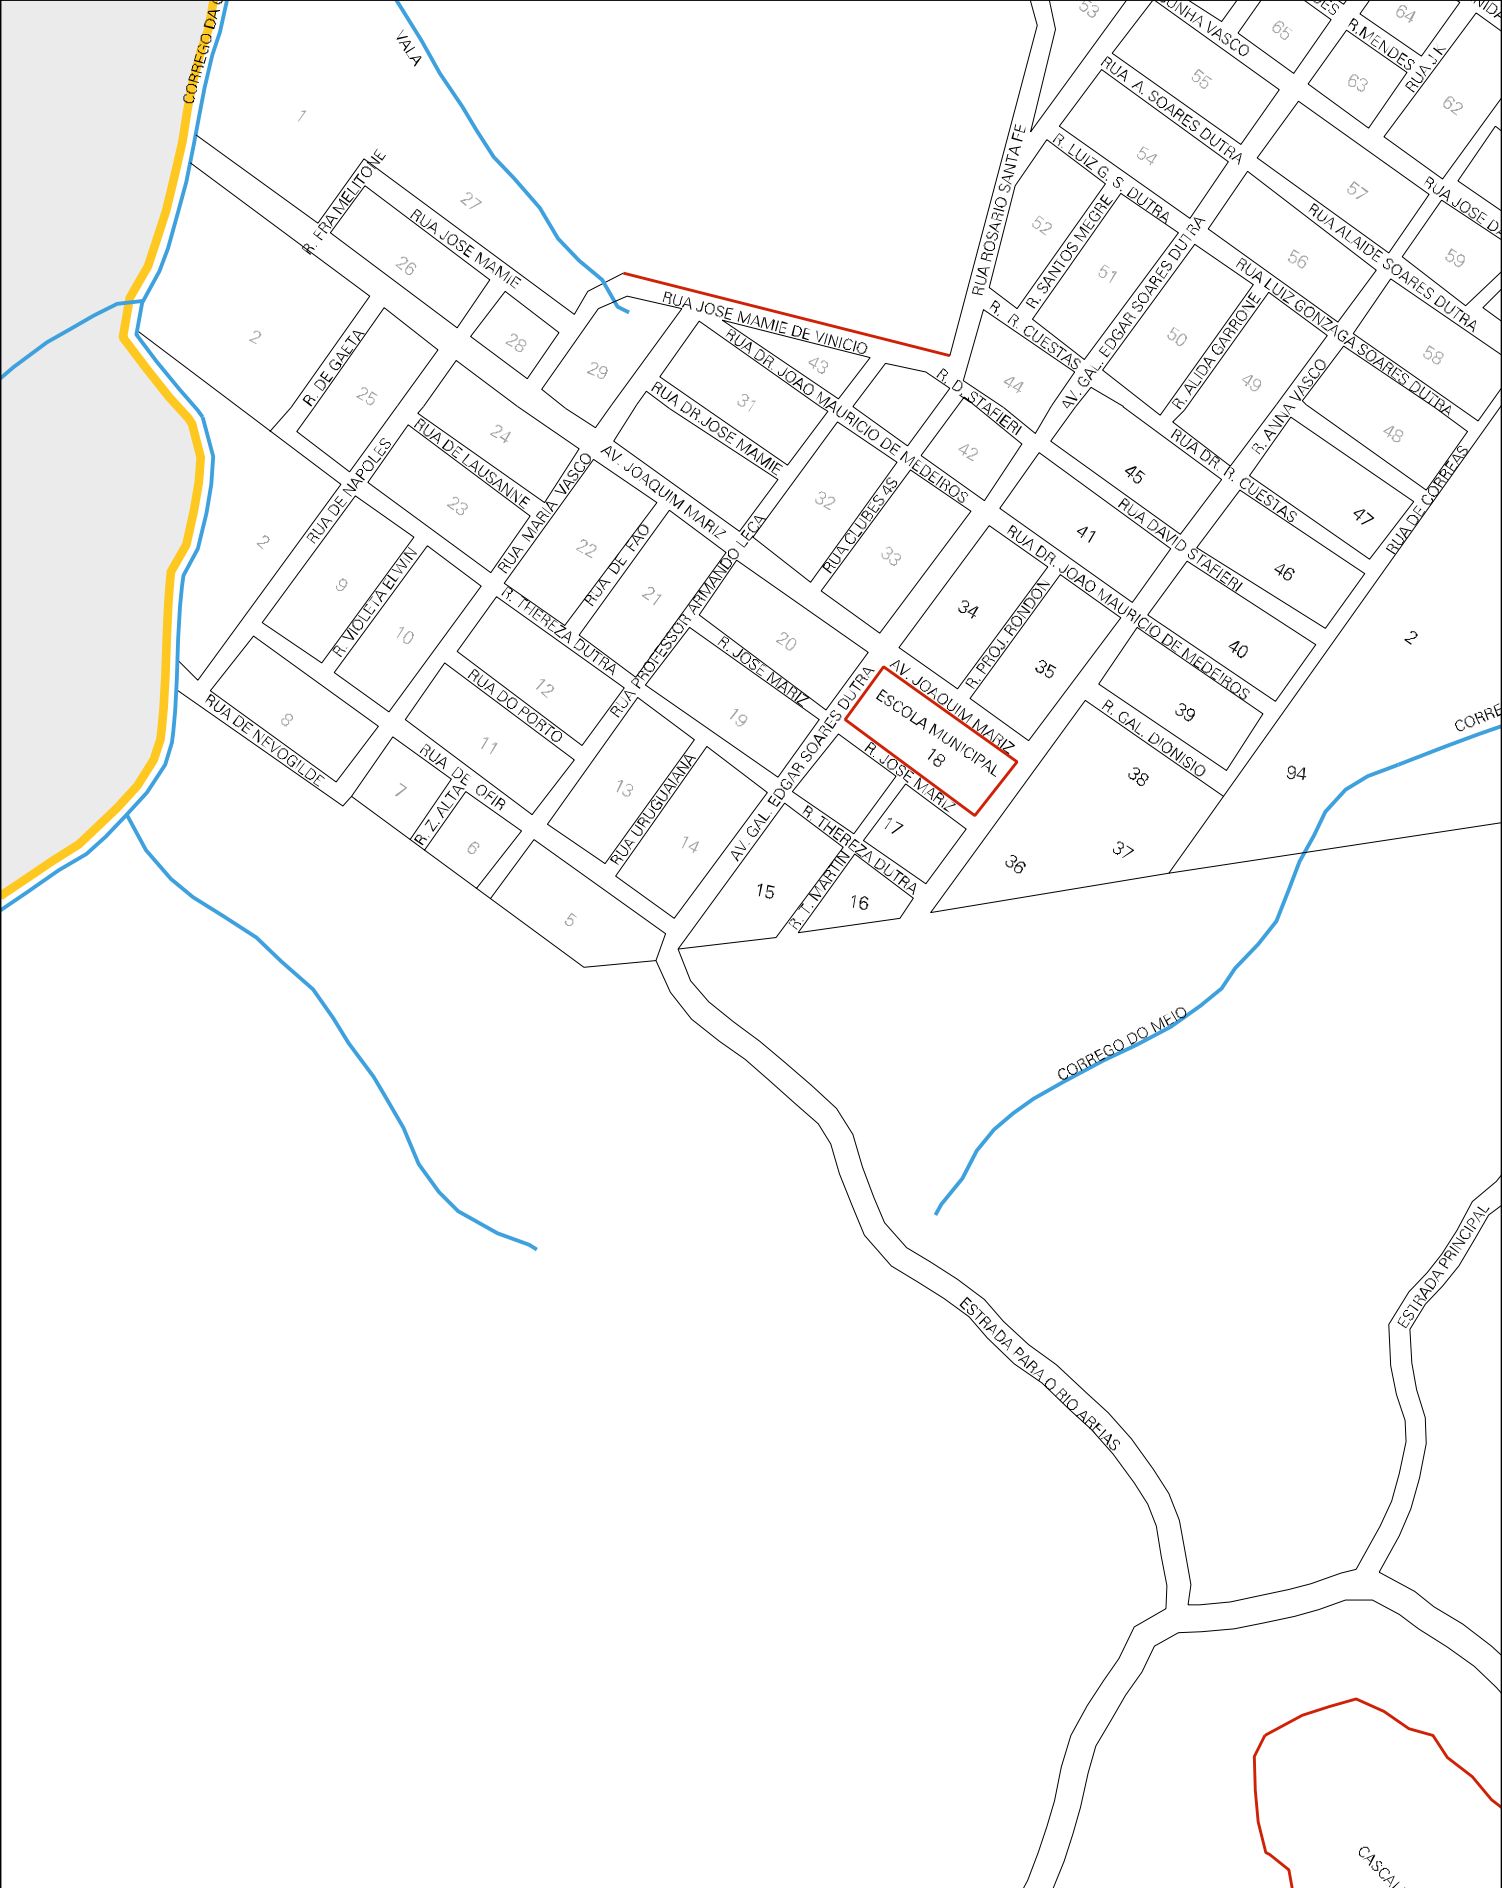 53
64
65
R.MENDES
63
RUA J.K
62
CUNHA VASCO
55
RUA A. SOARES DUTRA
54
R. LUIZ G. S. DUTRA
57
RUA ALAIDE SOARES DUTRA
59
56
RUA LUIZ GONZAGA SOARES DUTRA
58
CORREGO DA
VALA
1
27
R. FRA MELITONE
RUA JOSE MAMIE
26
2
R. DE GAETA
25
28
29
RUA JOSE MAMIE DE VINICIO
43
RUA ROSARIO SANTA FE
52
R. SANTOS MEGRE
51
AV. GAL. EDGAR SOARES DUTRA
50
R. ALIDA GARRONE
49
R. ANNA VASCO
48
R. R. CUESTAS
44
R. D. STAFIERI
42
RUA DR. JOAO MAURICIO DE MEDEIROS
31
RUA DR.JOSE MAMIE
AV. JOAQUIM MARIZ
32
RUA CLUBES 4S
33
24
RUA DE LAUSANNE
23
RUA DE NAPOLES
2
9
R. VIOLETA ELWIN
10
RUA MARIA VASCO
22
RUA DE FAO
21
RUA PROFESSOR ARMANDO LECA
20
R. JOSE MARIZ
19
R. THEREZA DUTRA
12
RUA DO PORTO
11
RUA DE OFIR
8
RUA DE NEVOGILDE
7
R. Z. ALTA
6
5
13
RUA URUGUAIANA
14
AV. GAL. EDGAR SOARES DUTRA
15
R. T. MARTIN
16
17
R. JOSE MARIZ
R. THEREZA DUTRA
ESCOLA MUNICIPAL
18
AV. JOAQUIM MARIZ
34
R. PROJ. RONDON
35
RUA DR. JOAO MAURICIO DE MEDEIROS
41
45
RUA DAVID STAFIERI
RUA DR. R. CUESTAS
47
46
40
39
R. GAL. DIONISIO
38
37
36
RUA DE CORREAS
2
94
CORREGO DO MEIO
ESTRADA PARA O RIO AREIAS
ESTRADA PRINCIPAL